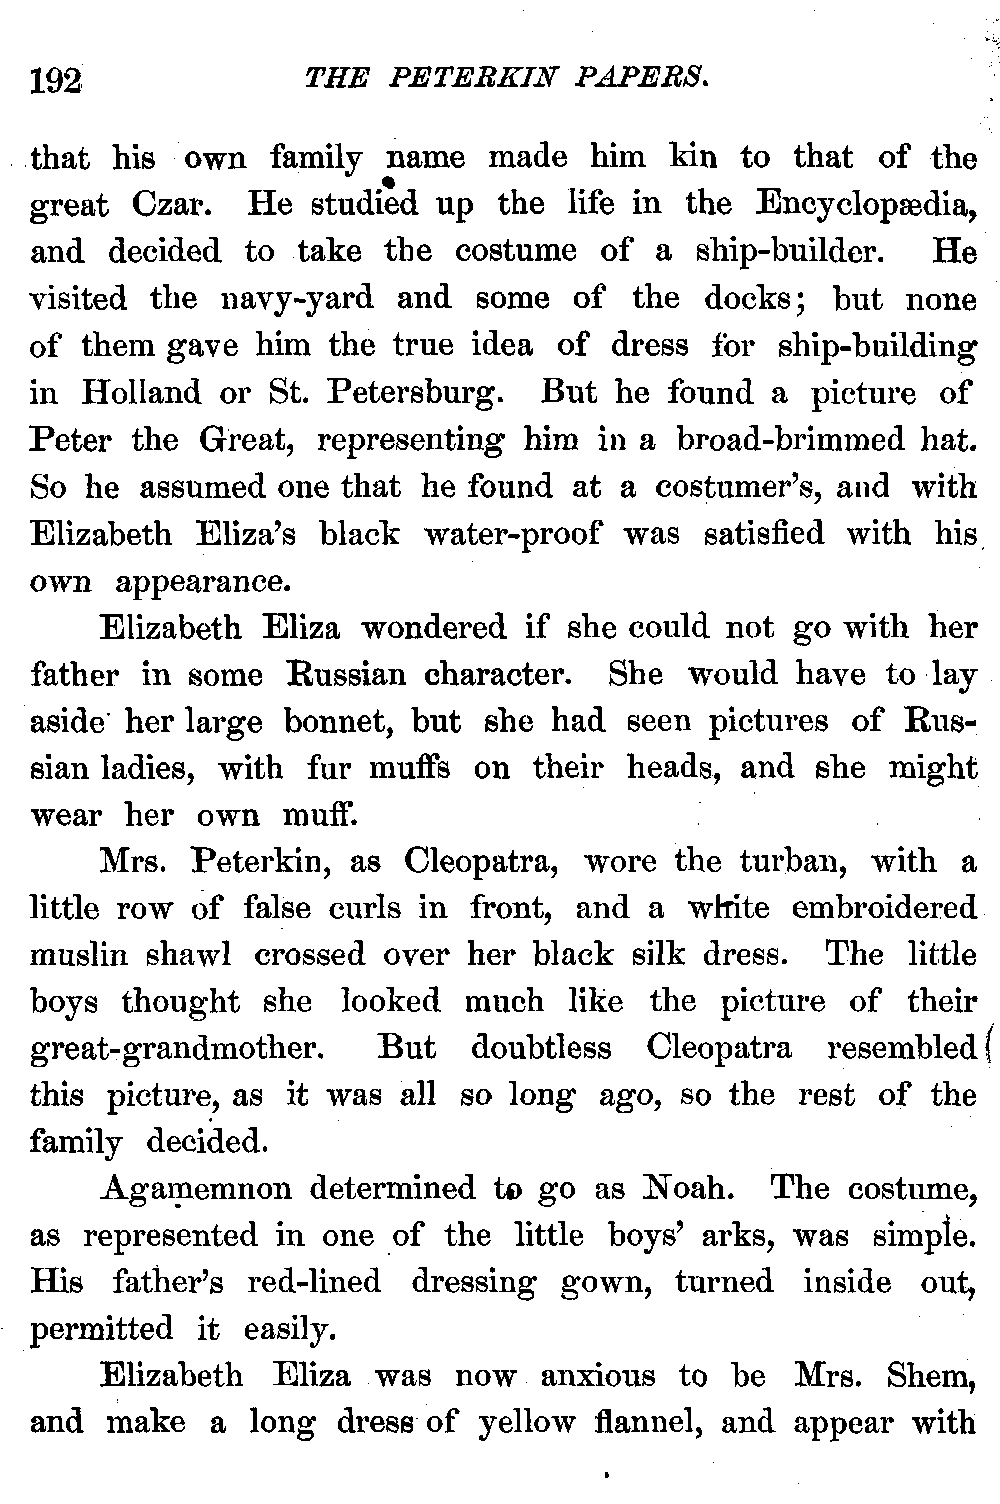 192 THE PETERKIN PAPERS.
that his own family name made him kin to that of the
great Czar. He studied up the life in the Encyclopædia,
and decided to take the costume of a ship-builder. He
visited the navy-yard and some of the docks; but none
of them gave him the true idea of dress for ship-building
in Holland or St. Petersburg. But he found a picture of
Peter the Great, representing him in a broad-brimmed hat.
So he assumed one that he found at a costumer's, and with
Elizabeth Eliza's black water-proof was satisfied with his
own appearance.
Elizabeth Eliza wondered if she could not go with her
father in some Russian character. She would have to lay
aside her large bonnet, but she had seen pictures of Rus-
sian ladies, with fur muffs on their heads, and she might
wear her own muff.
Mrs. Peterkin, as Cleopatra, wore the turban, with a
little row of false curls in front, and a white embroidered
muslin shawl crossed over her black silk dress. The little
boys thought she looked much like the picture of their
great-grandmother. But doubtless Cleopatra resembled
this picture, as it was all so long ago, so the rest of the
family decided.
Agamemnon determined to go as Noah. The costume,
as represented in one of the little boys' arks, was simple.
His father's red-lined dressing gown, turned inside out,
permitted it easily.
Elizabeth Eliza was now anxious to be Mrs. Shem,
and make a long dress of yellow flannel, and appear with